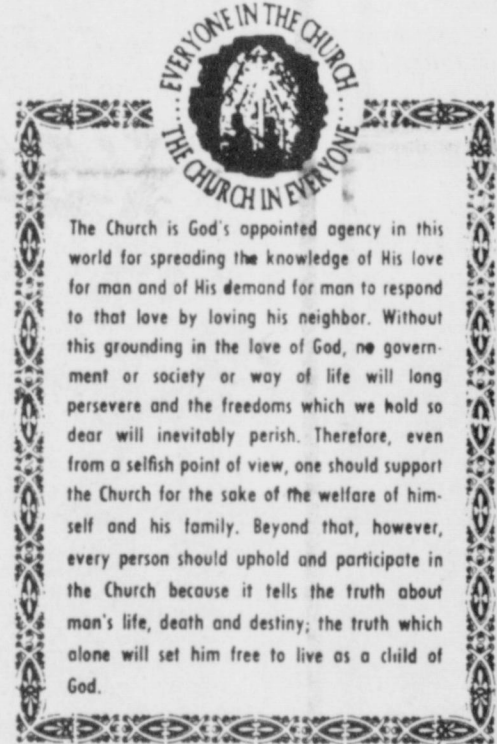 EVERYONE IN THE CHURCH
THE CHURCH IN EVERYONE
The Church is God's appointed agency in this
world for spreading the knowledge of His love
for man and of His demand for man to respond
to that love by loving his neighbor. Without
this grounding in the love of God, no govern-
ment or society or way of life will long
persevere and the freedoms which we hold so
dear will inevitably perish. Therefore, even
from a selfish point of view, one should support
the Church for the sake of the welfare of him-
self and his family. Beyond that, however,
every person should uphold and participate in
the Church because it tells the truth about
man's life, death and destiny; the truth which
alone will set him free to live as a child of
God.